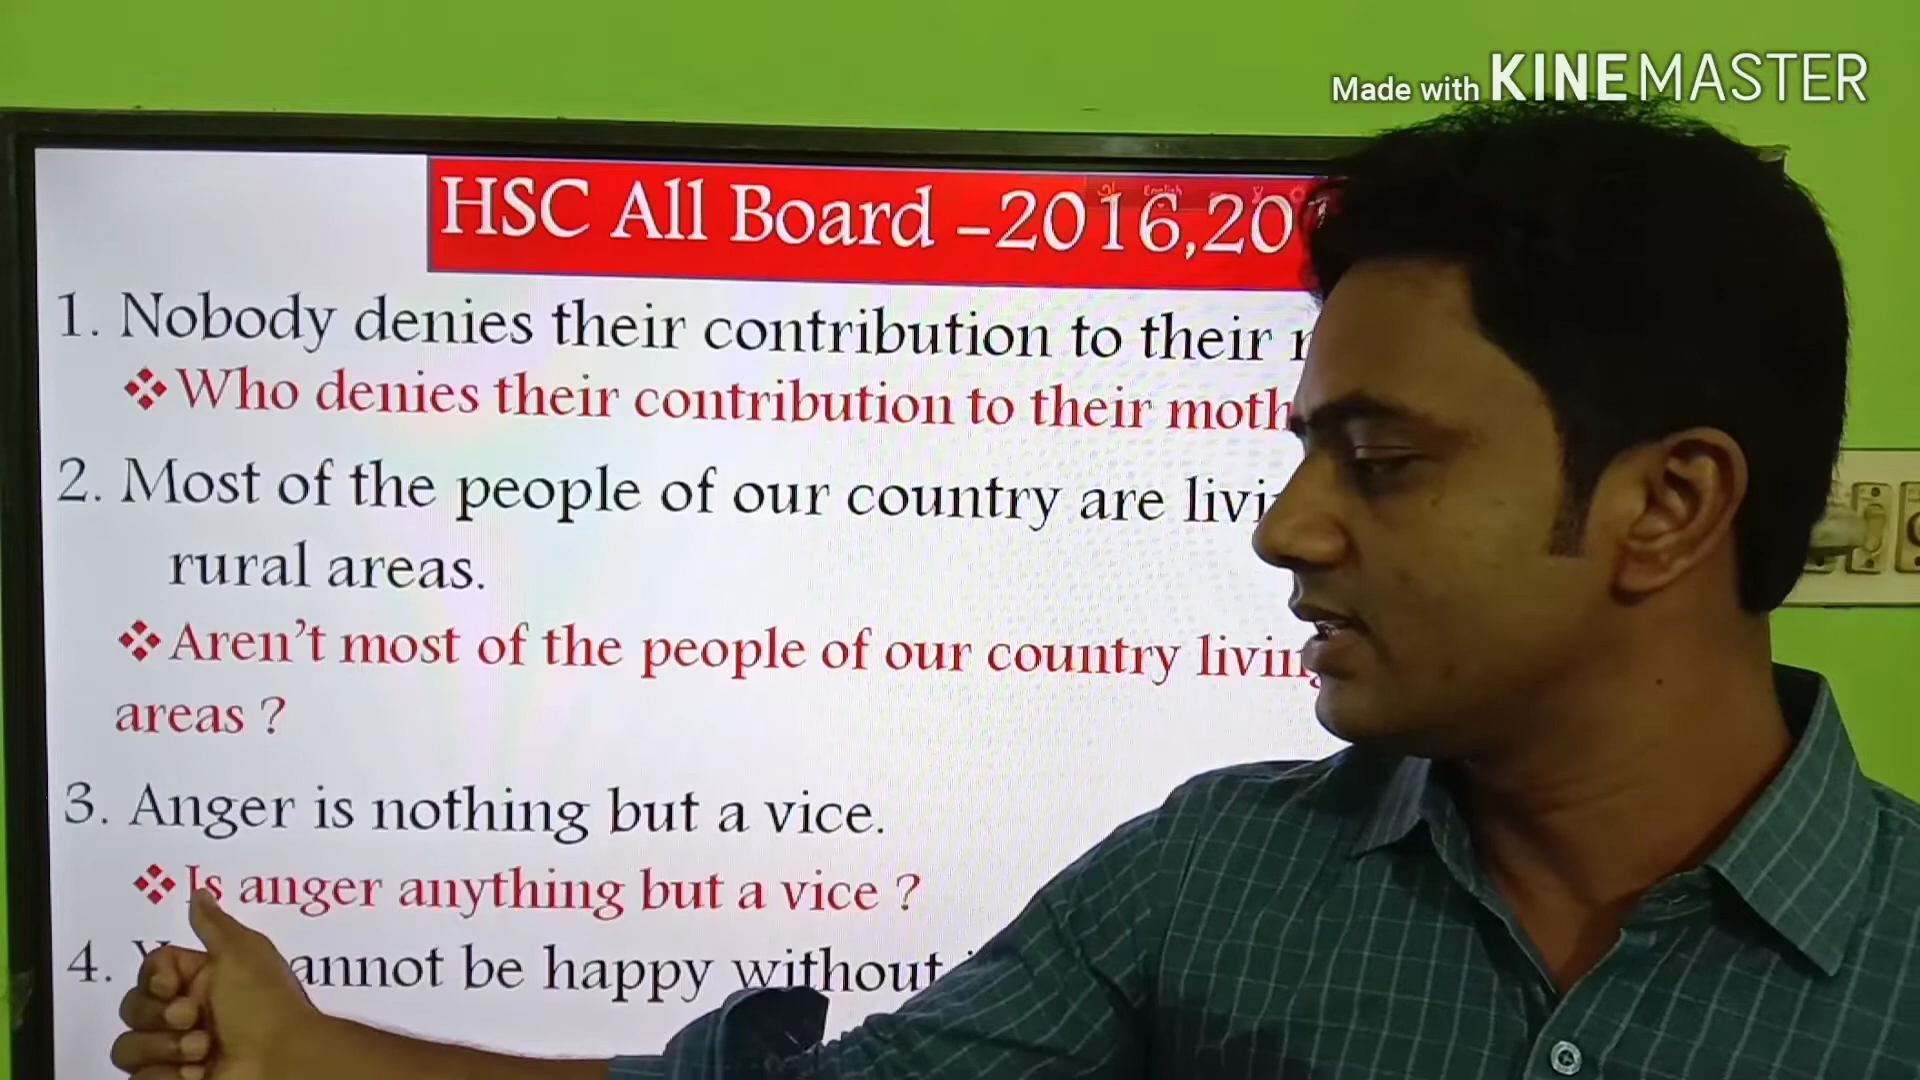 Made with KINEMASTER
HSC All Board –2016,20
1. Nobody denies their contribution to their
❖Who denies their contribution to their
2. Most of the people of our country are
rural areas.
❖Aren't most of the people of our country
areas ?
3. Anger is nothing but a vice.
❖Is anger anything but a vice ?
4. be happy without